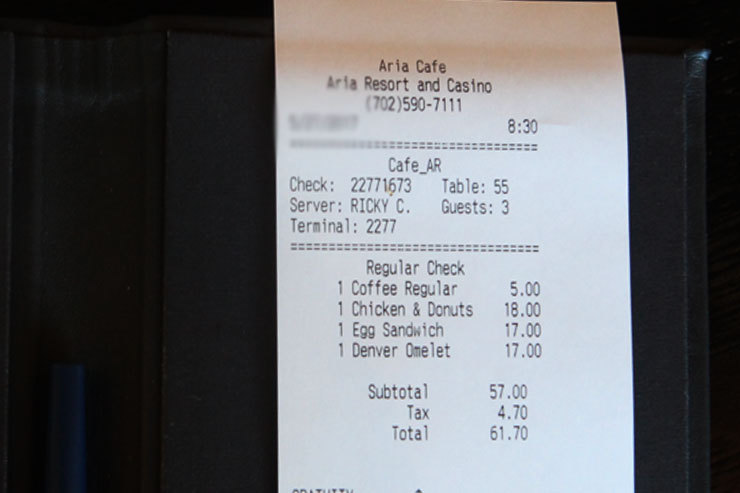 Aria Cafe
Aria Resort and Casino
(702)590-7111
8:30
================================
Cafe_AR
Check: 22771673 Table: 55
Server: RICKY C. Guests: 3
Terminal: 2277
================================
Regular Check
1 Coffee Regular 5.00
1 Chicken & Donuts 18.00
1 Egg Sandwich 17.00
1 Denver Omelet 17.00
Subtotal 57.00
Tax 4.70
Total 61.70